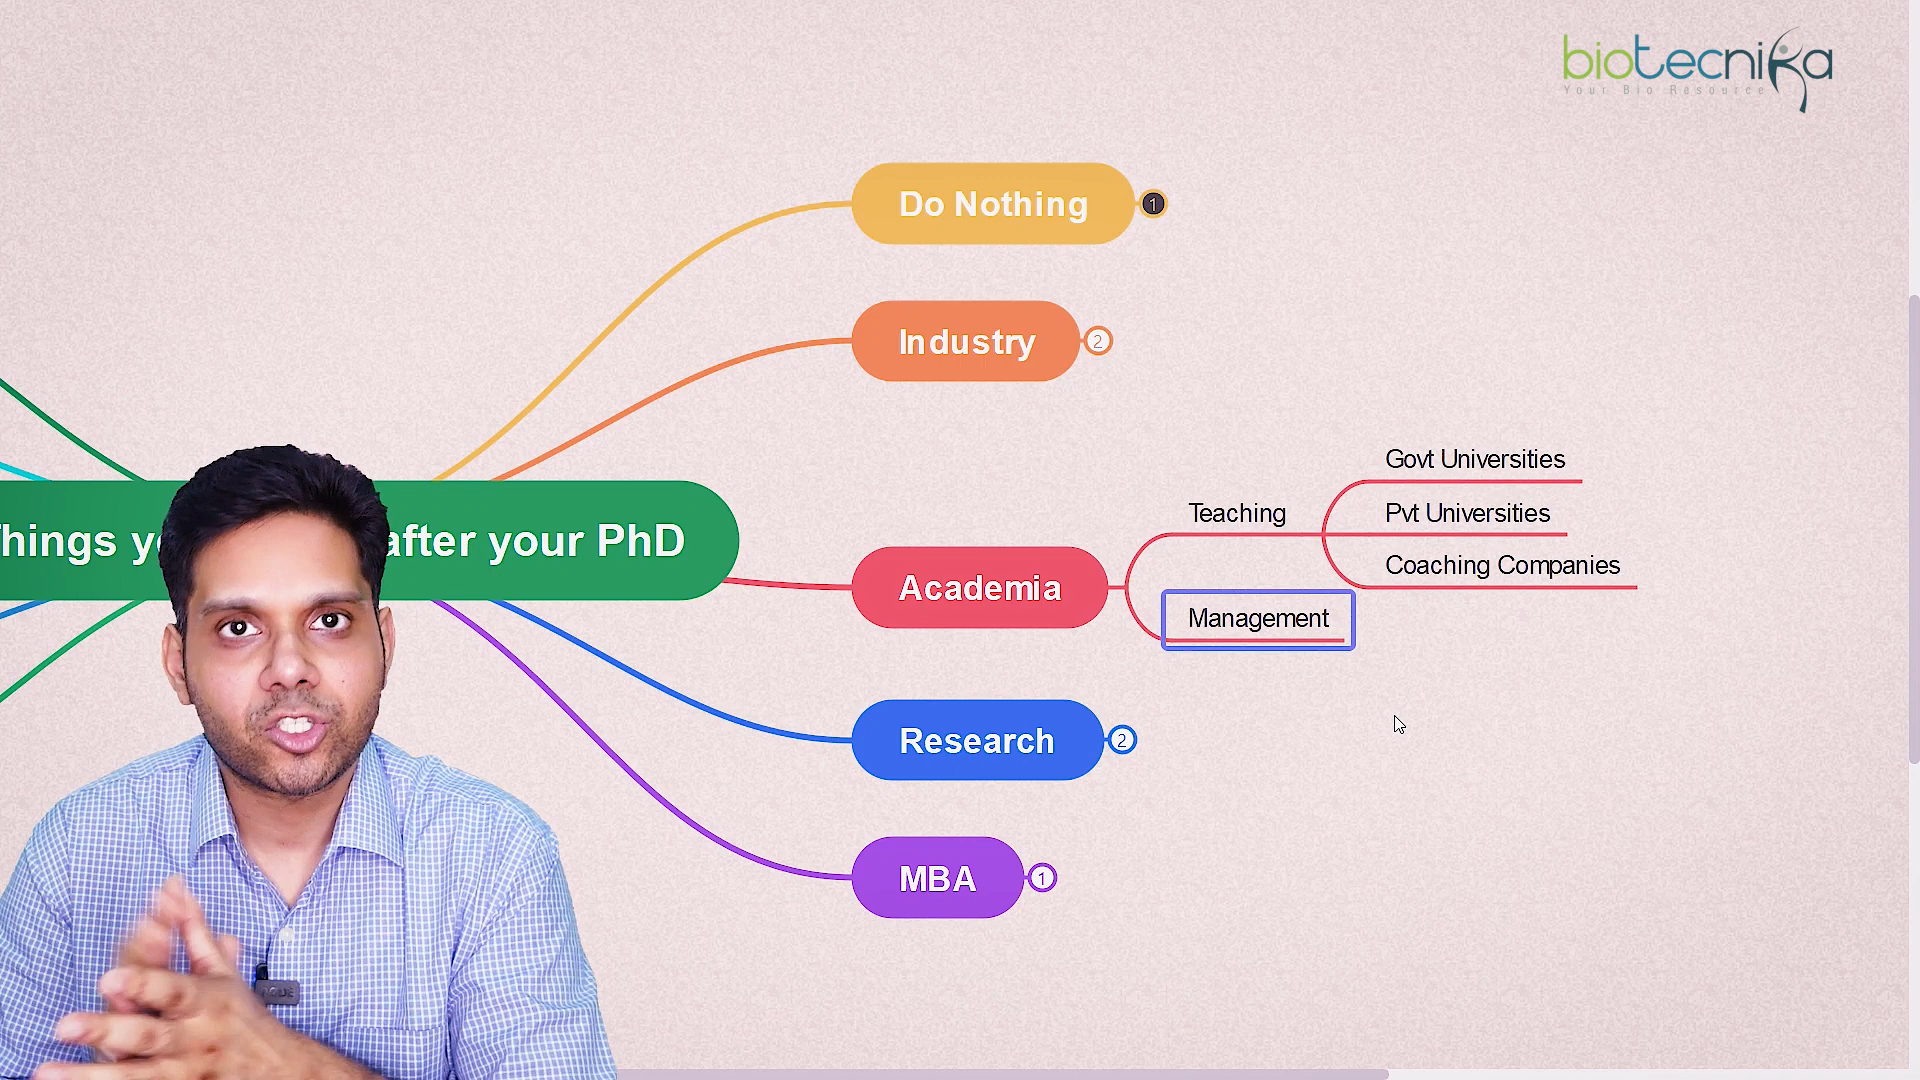 biotecnika
Your Bio Resource
Do Nothing
1
Industry
2
Govt Universities
Teaching
Pvt Universities
after your PhD
Coaching Companies
Academia
Management
Research
2
MBA
1